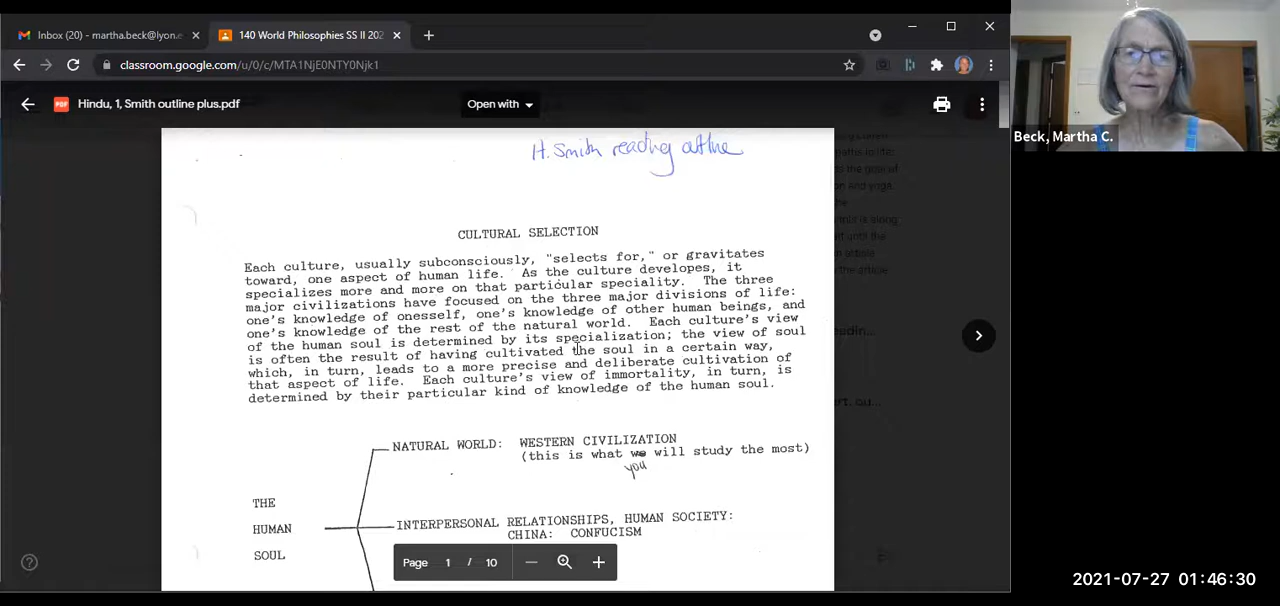 Inbox (20) - martha.beck@lyon.e
140 World Philosophies SS II 202
classroom.google.com/u/0/c/MTA1NjE0NTY0Njk1
Hindu, 1, Smith outline plus.pdf
Open with
Beck, Martha C.
H. Smith reading outline
CULTURAL SELECTION
Each culture, usually subconsciously, "selects for," or gravitates
toward, one aspect of human life. As the culture developes, it
specializes more and more on that particular speciality. The three
major civilizations have focused on the three major divisions of life:
one's knowledge of onesself, one's knowledge of other human beings, and
one's knowledge of the rest of the natural world. Each culture's view
of the human soul is determined by its specialization; the view of soul
is often the result of having cultivated the soul in a certain way,
which, in turn, leads to a more precise and deliberate cultivation of
that aspect of life. Each culture's view of immortality, in turn, is
determined by their particular kind of knowledge of the human soul.
NATURAL WORLD: WESTERN CIVILIZATION
(this is what we will study the most)
you
THE
HUMAN
SOUL
INTERPERSONAL RELATIONSHIPS, HUMAN SOCIETY:
CHINA: CONFUCISM
Page 1 / 10
2021-07-27 01:46:30